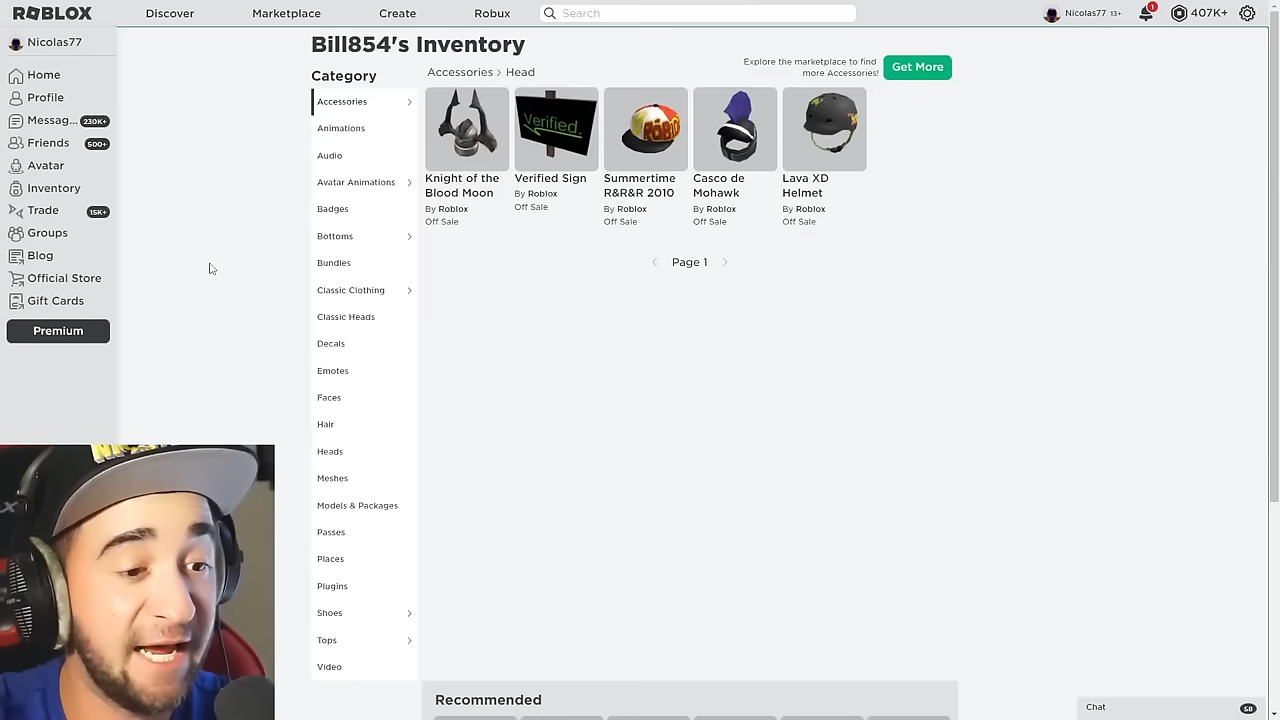 ROBLOX
Discover
Marketplace
Create
Robux
Search
Nicolas77 13+
1
407K+
Nicolas77
Home
Profile
Messag... 230K+
Friends 500+
Avatar
Inventory
Trade 15K+
Groups
Blog
Official Store
Gift Cards
Premium
Bill854's Inventory
Category
Accessories
Animations
Audio
Avatar Animations
Badges
Bottoms
Bundles
Classic Clothing
Classic Heads
Decals
Emotes
Faces
Hair
Heads
Meshes
Models & Packages
Passes
Places
Plugins
Shoes
Tops
Video
Accessories > Head
Explore the marketplace to find
more Accessories!
Get More
Knight of the
Blood Moon
By Roblox
Off Sale
Verified.
Verified Sign
By Roblox
Off Sale
Summertime
R&R&R 2010
By Roblox
Off Sale
Casco de
Mohawk
By Roblox
Off Sale
Lava XD
Helmet
By Roblox
Off Sale
Page 1
Recommended
Chat
58